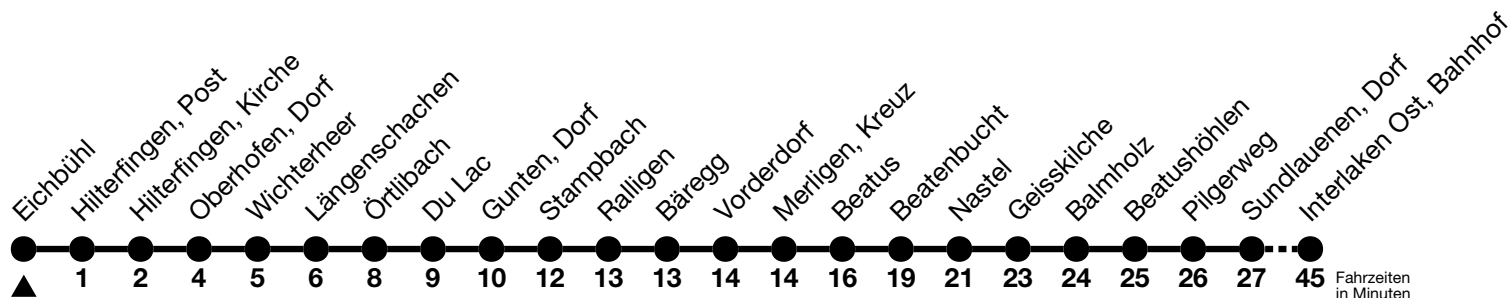 Eichbühl
Hilterfingen, Post
Hilterfingen, Kirche
Oberhofen, Dorf
Wichterheer
Längenschachen
Örtlibach
Du Lac
Gunten, Dorf
Stampbach
Ralligen
Bäregg
Vorderdorf
Merligen, Kreuz
Beatus
Beatenbucht
Nastel
Geisskilche
Balmholz
Beatushöhlen
Pilgerweg
Sundlauenen, Dorf
Interlaken Ost, Bahnhof
1 2 4 5 6 8 9 10 12 13 13 14 14 16 19 21 23 24 25 26 27 45
Fahrzeiten
in Minuten